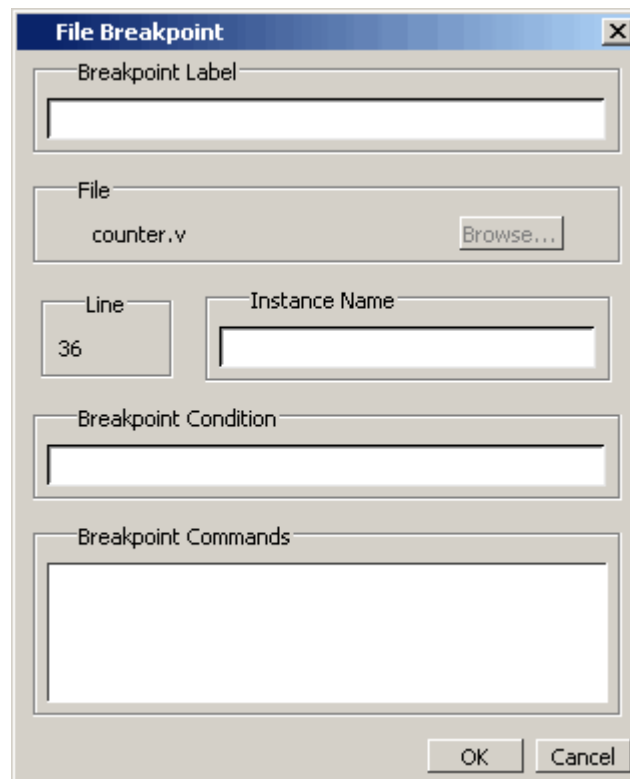 File Breakpoint
Breakpoint Label
File
counter.v
Browse...
Line
Instance Name
36
Breakpoint Condition
Breakpoint Commands
OK
Cancel